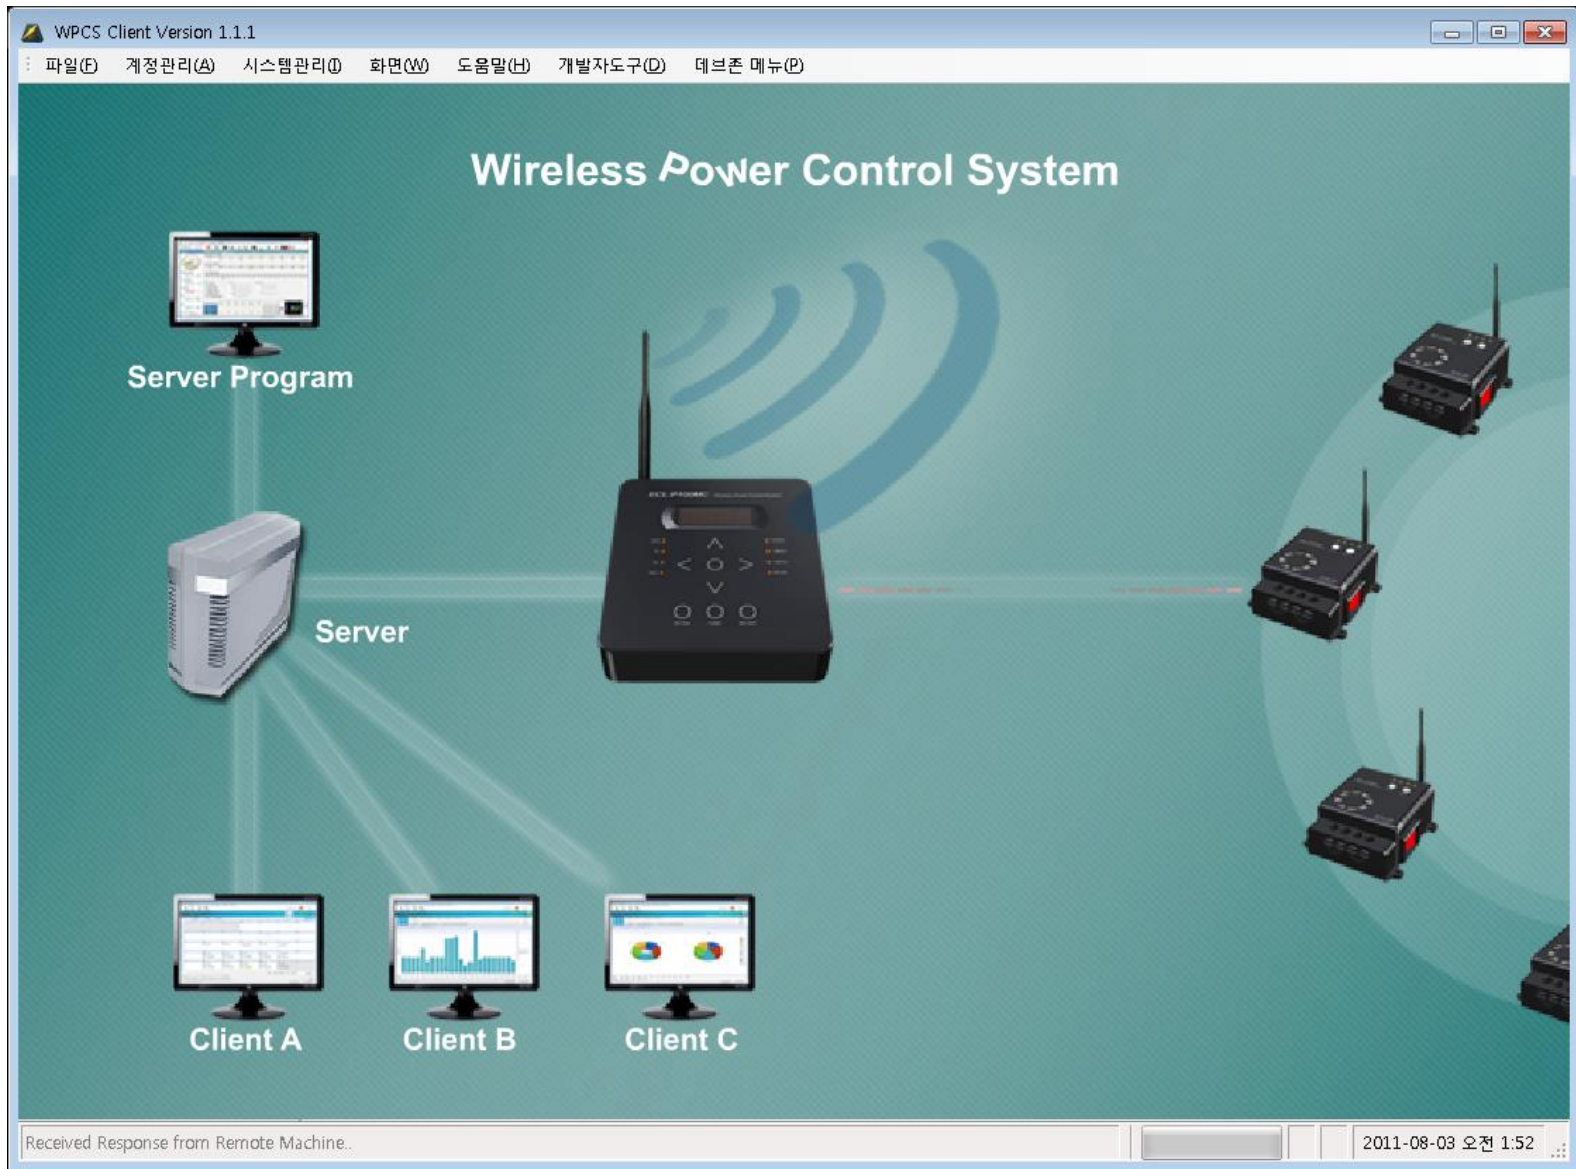 WPCS Client Version 1.1.1
파일(F) 계정관리(A) 시스템관리(I) 화면(W) 도움말(H) 개발자도구(D) 데브존 메뉴(P)
Wireless Power Control System
Server Program
Server
Client A Client B Client C
Received Response from Remote Machine..
2011-08-03 오전 1:52